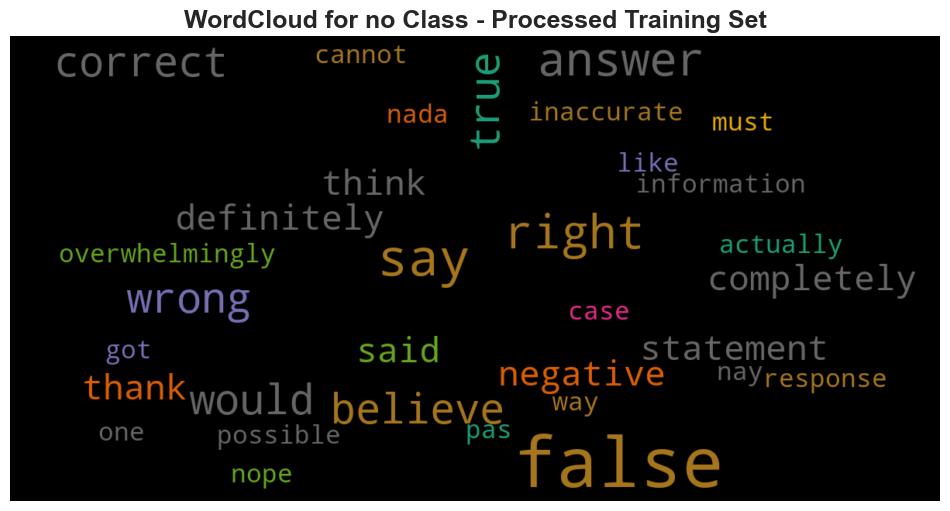 WordCloud for no Class - Processed Training Set
correct
cannot
true
answer
nada
inaccurate
must
like
think
information
definitely
right
overwhelmingly
say
actually
completely
wrong
case
got
said
statement
thank
would
negative
nay
response
believe
way
one
possible
pas
nope
false